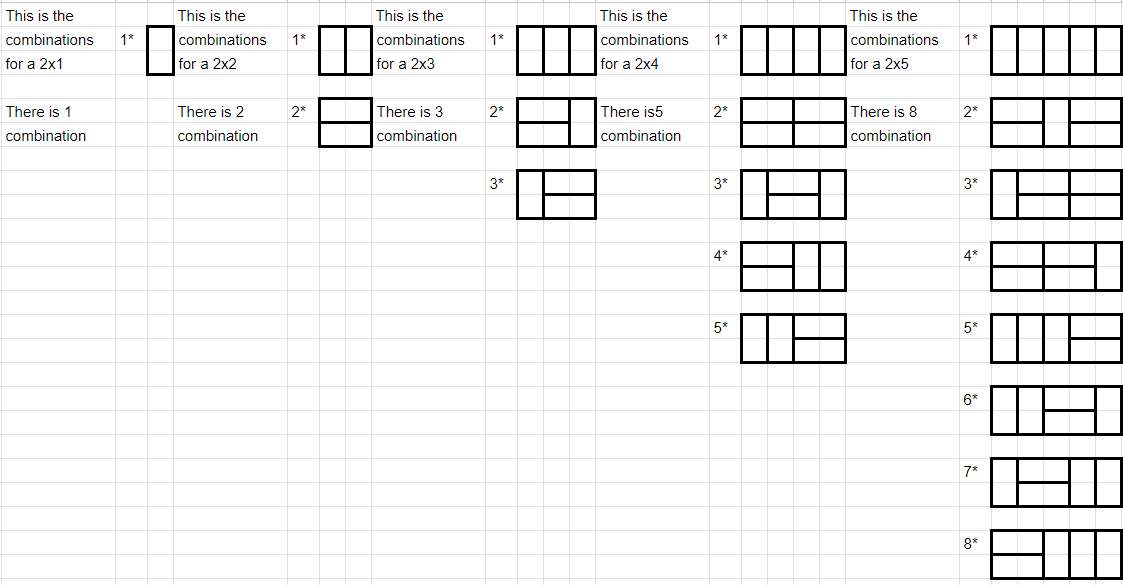 This is the
combinations
for a 2x1
1*
There is 1
combination
This is the
combinations
for a 2x2
1*
There is 2
combination
2*
This is the
combinations
for a 2x3
1*
There is 3
combination
2*
3*
This is the
combinations
for a 2x4
1*
There is5
combination
2*
3*
4*
5*
This is the
combinations
for a 2x5
1*
There is 8
combination
2*
3*
4*
5*
6*
7*
8*